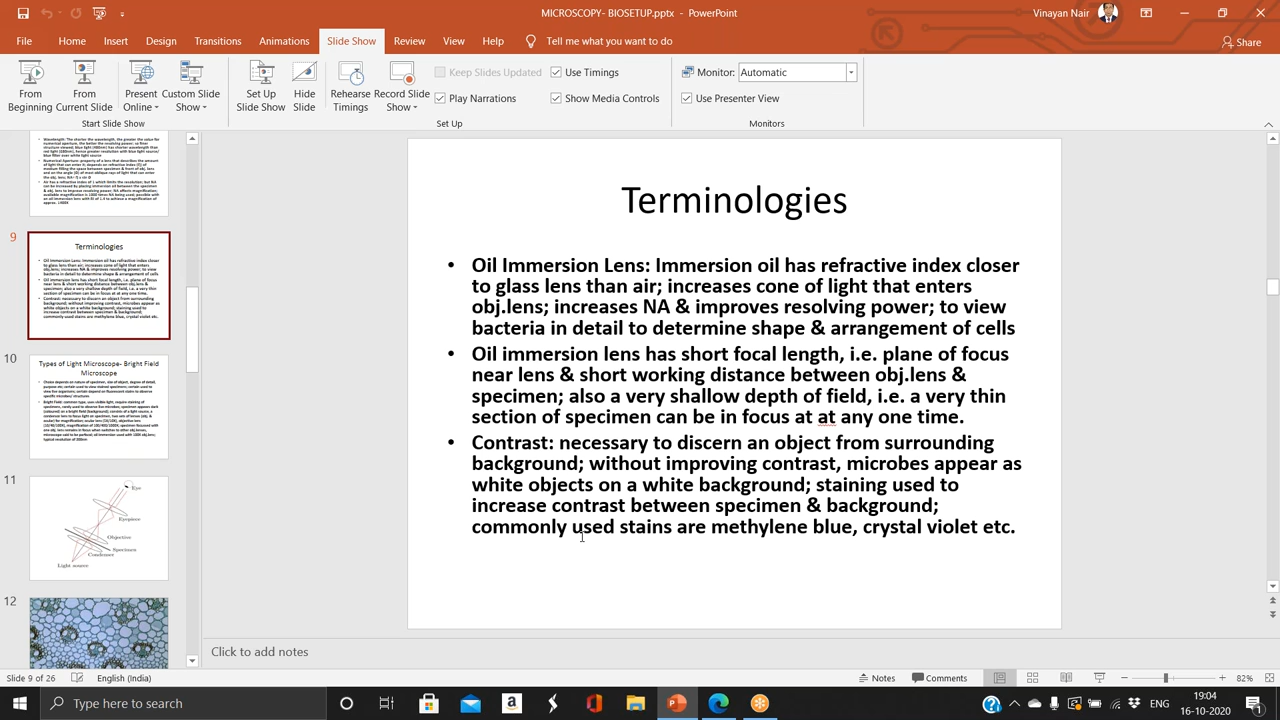 MICROSCOPY- BIOSETUP.pptx - PowerPoint
Vinayan Nair
File Home Insert Design Transitions Animations Slide Show Review View Help Tell me what you want to do
Share
From Beginning
From Current Slide
Present Online
Custom Slide Show
Set Up Slide Show
Hide Slide
Rehearse Timings
Record Slide Show
Keep Slides Updated
Play Narrations
Use Timings
Show Media Controls
Monitor: Automatic
Use Presenter View
Start Slide Show
Set Up
Monitors
9
Terminologies
10
Types of Light Microscope- Bright Field
Microscope
11
Eye
Eyepiece
Objective
Specimen
Condenser
Light source
12
Terminologies
• Oil Immersion Lens: Immersion oil has refractive index closer
to glass lens than air; increases cone of light that enters
obj.lens; increases NA & improves resolving power; to view
bacteria in detail to determine shape & arrangement of cells
• Oil immersion lens has short focal length, i.e. plane of focus
near lens & short working distance between obj.lens &
specimen; also a very shallow depth of field, i.e. a very thin
section of specimen can be in focus at at any one time.
• Contrast: necessary to discern an object from surrounding
background; without improving contrast, microbes appear as
white objects on a white background; staining used to
increase contrast between specimen & background;
commonly used stains are methylene blue, crystal violet etc.
Click to add notes
Slide 9 of 26
English (India)
Notes
Comments
82%
Type here to search
ENG
19:04
16-10-2020